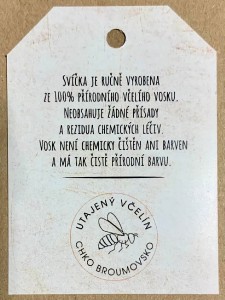 Svíčka je ručně vyrobena
ze 100% přírodního včelího vosku.
Neobsahuje žádné přísady
a rezidua chemických léčiv.
Vosk není chemicky čištěn ani barven
a má tak čistě přírodní barvu.
UTAJENÝ VČELÍN
CHKO BROUMOVSKO